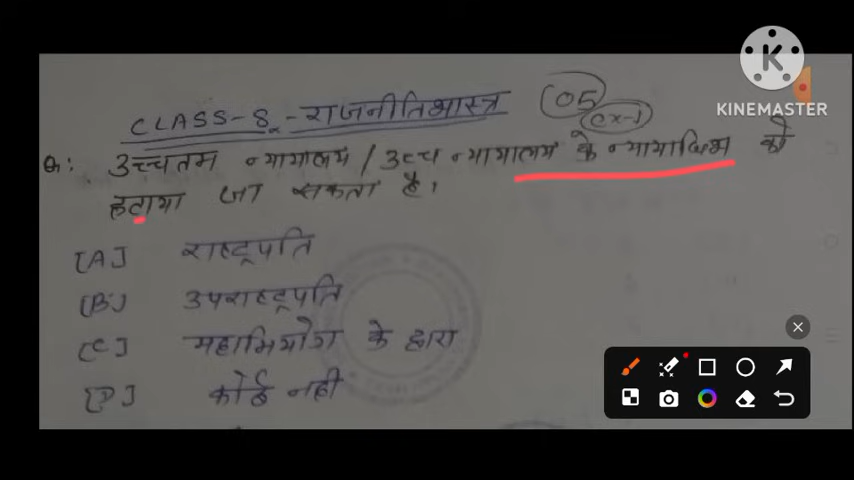 KINEMASTER
CLASS-8 - राजनीतिशास्त्र (05)
(Ex-1)
Q: उच्चतम न्यायालय / उच्च न्यायालय के न्यायाधिश को
हटाया जा सकता है।
[A] राष्ट्रपति
[B] उपराष्ट्रपति
[C] महाभियोग के द्वारा
[D] कोई नही